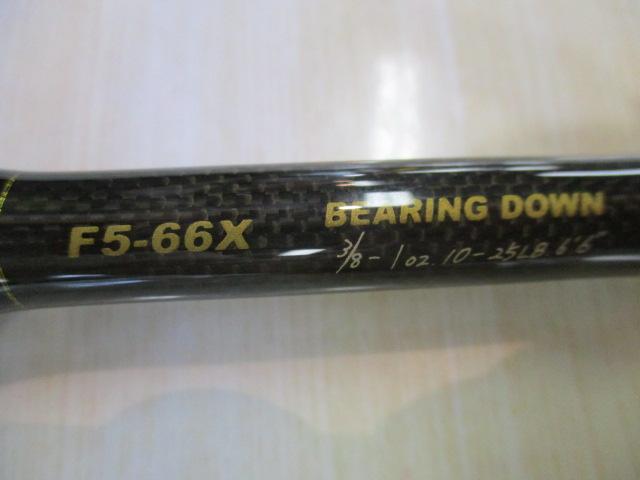 F5-66X
BEARING DOWN
3/8-1oz. 10-25LB 6'6"